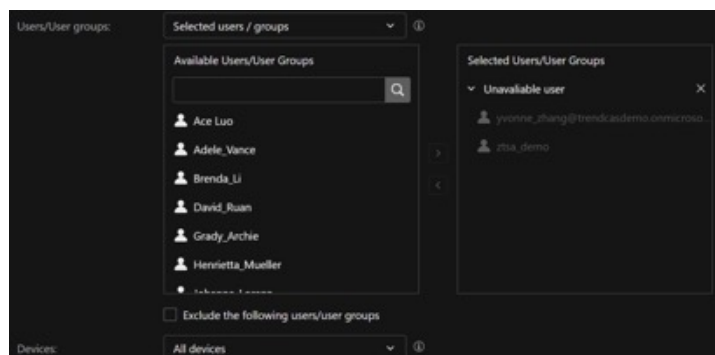 Users/User groups:
Selected users / groups
Available Users/User Groups
Ace Luo
Adele_Vance
Brenda_Li
David_Ruan
Grady_Archie
Henrietta_Mueller
Exclude the following users/user groups
Selected Users/User Groups
Unavaliable user
yvonne_zhang@trendcasdemo.onmicroso...
ztsa_demo
Devices:
All devices